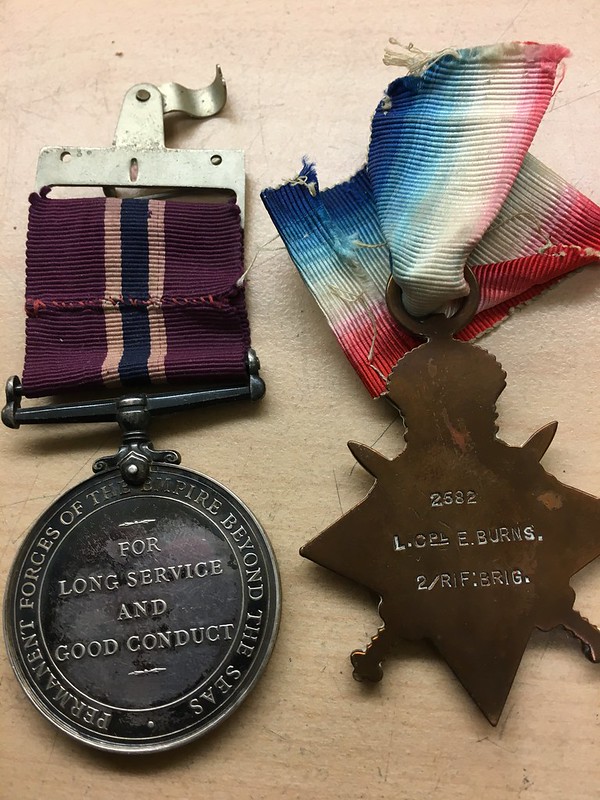 PERMANENT FORCES OF THE EMPIRE BEYOND THE SEAS
FOR
LONG SERVICE
AND
GOOD CONDUCT
2582
L.CPL E.BURNS.
2/RIF:BRIG.